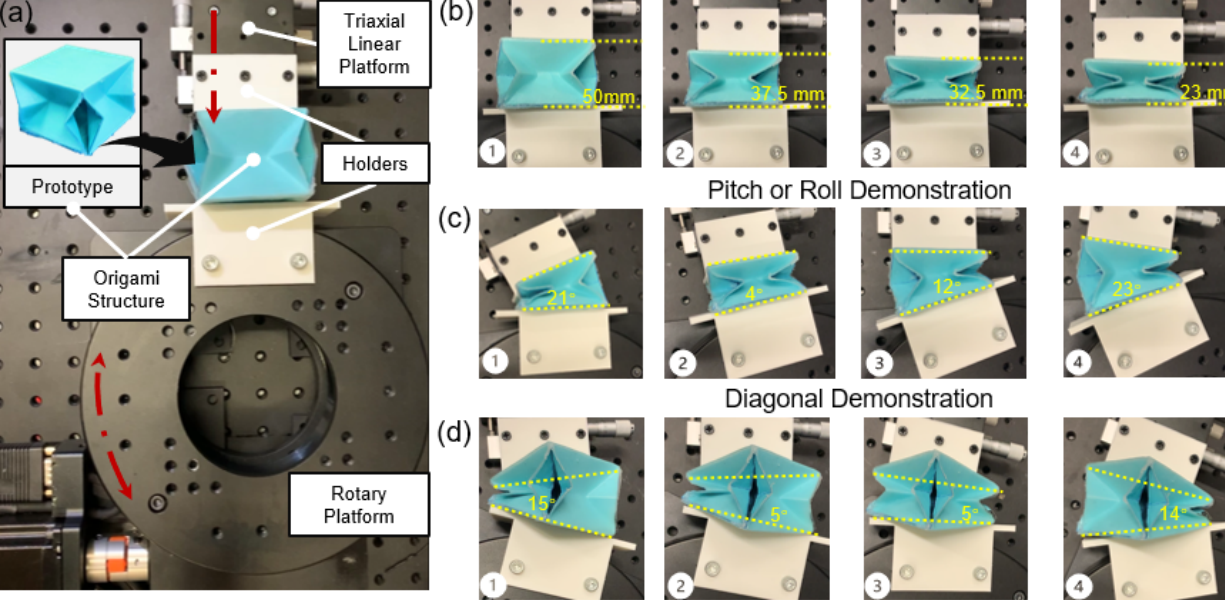 (a)
Triaxial
Linear
Platform
Prototype
Holders
Origami
Structure
Rotary
Platform
(b)
50mm
37.5 mm
32.5 mm
23 m
1
2
3
4
Pitch or Roll Demonstration
(c)
21°
4°
12°
23°
1
2
3
4
Diagonal Demonstration
(d)
15°
5°
5°
14°
1
2
3
4